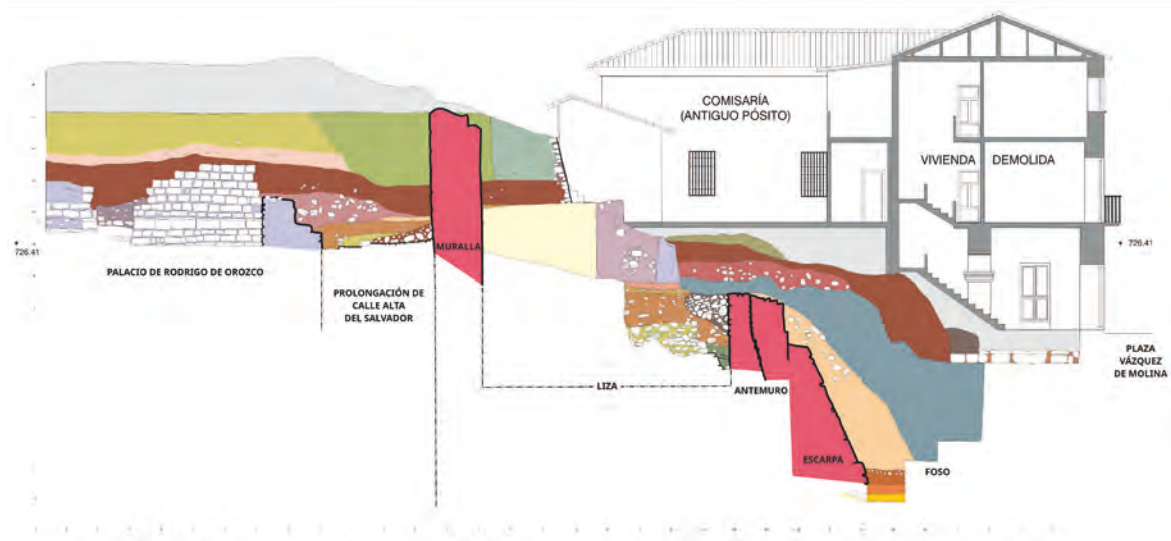 COMISARÍA
(ANTIGUO PÓSITO)
VIVIENDA
DEMOLIDA
726.41
+ 726.41
MURALLA
PALACIO DE RODRIGO DE OROZCO
PROLONGACIÓN DE
CALLE ALTA
DEL SALVADOR
PLAZA
VÁZQUEZ
DE MOLINA
LIZA
ANTEMURO
ESCARPA
FOSO